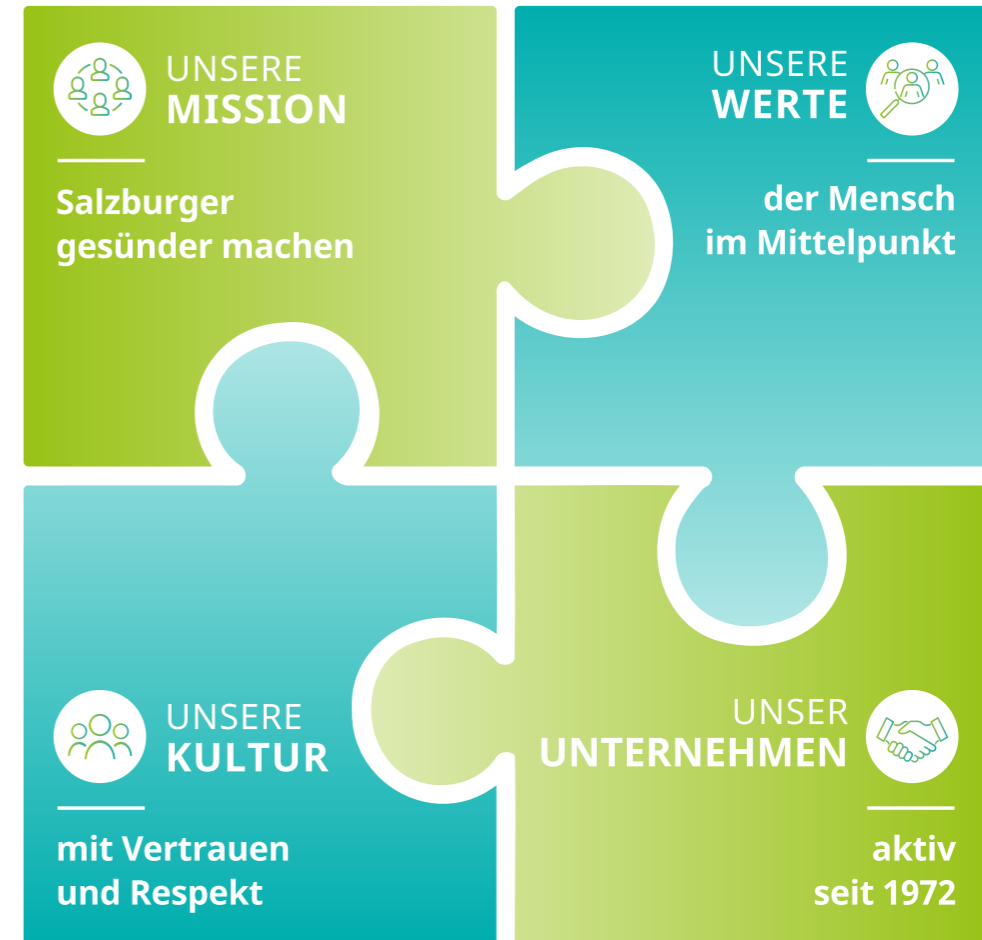 UNSERE
MISSION
Salzburger
gesünder machen
UNSERE
WERTE
der Mensch
im Mittelpunkt
UNSERE
KULTUR
mit Vertrauen
und Respekt
UNSER
UNTERNEHMEN
aktiv
seit 1972